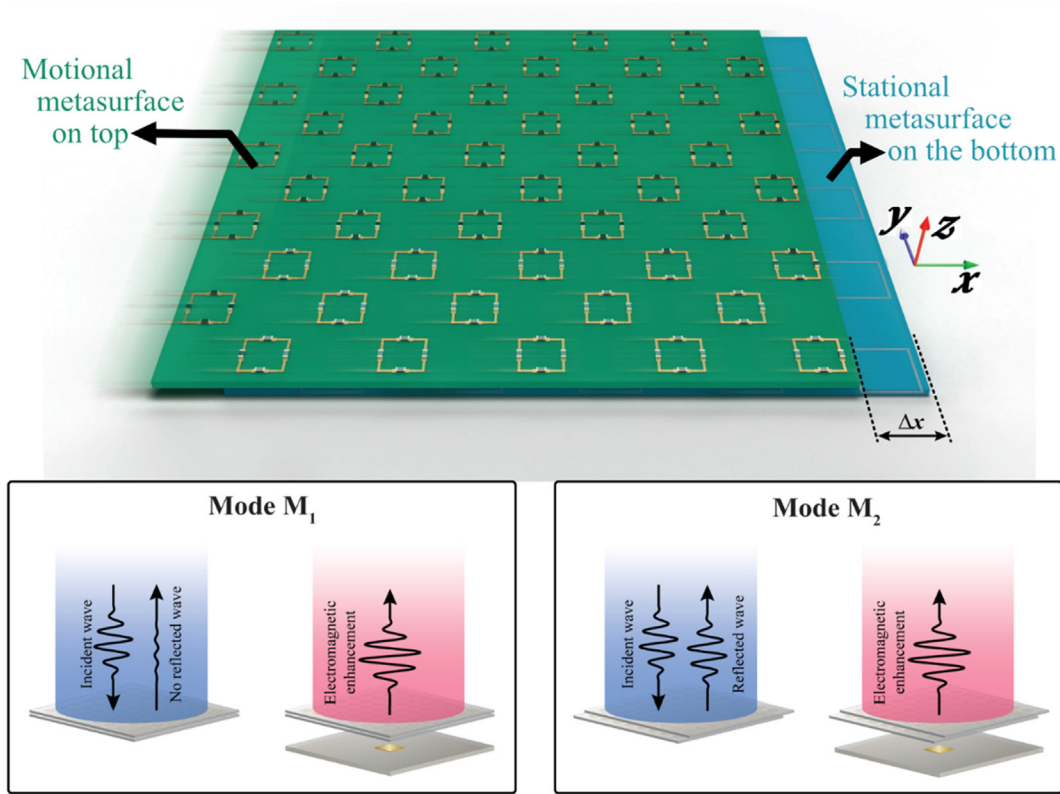 Motional
metasurface
on top
Stational
metasurface
on the bottom
y
z
x
Δx
Mode M₁
Incident wave
No reflected wave
Electromagnetic
enhancement
Mode M₂
Incident wave
Reflected wave
Electromagnetic
enhancement